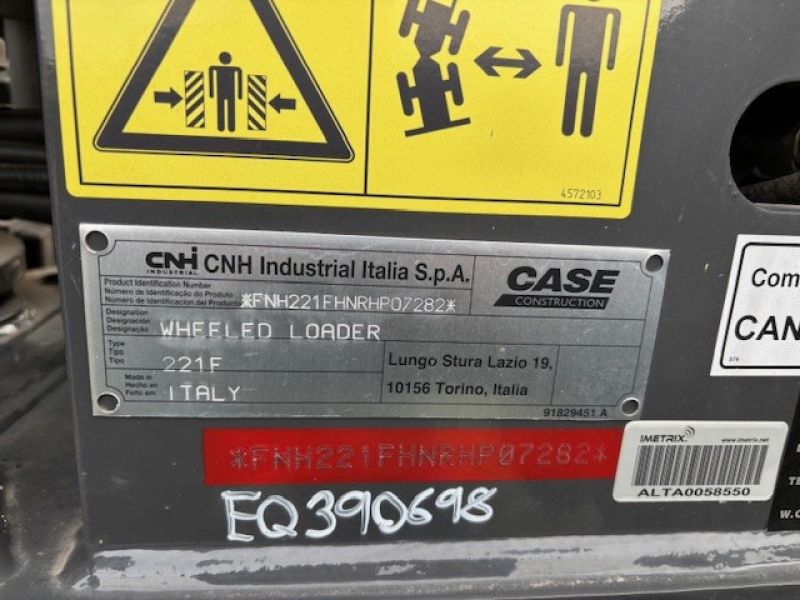 4572103
CNH
INDUSTRIAL
CNH Industrial Italia S.p.A.
CASE
CONSTRUCTION
Product Identification Number
Número de Identificação do Produto
Número de Identificacion del Producto
*FNH221FHNRHP07282*
Designation
Designación
Designação
WHEELED LOADER
Type
Tipo
Tipo
221F
Made in
Hecho en
Feito em
ITALY
Lungo Stura Lazio 19,
10156 Torino, Italia
91829451 A
*FNH221FHNRHP07282*
EQ390698
IMETRIX
www.imetrix.net
ALTA0058550
Com
CAN
TE
W.C